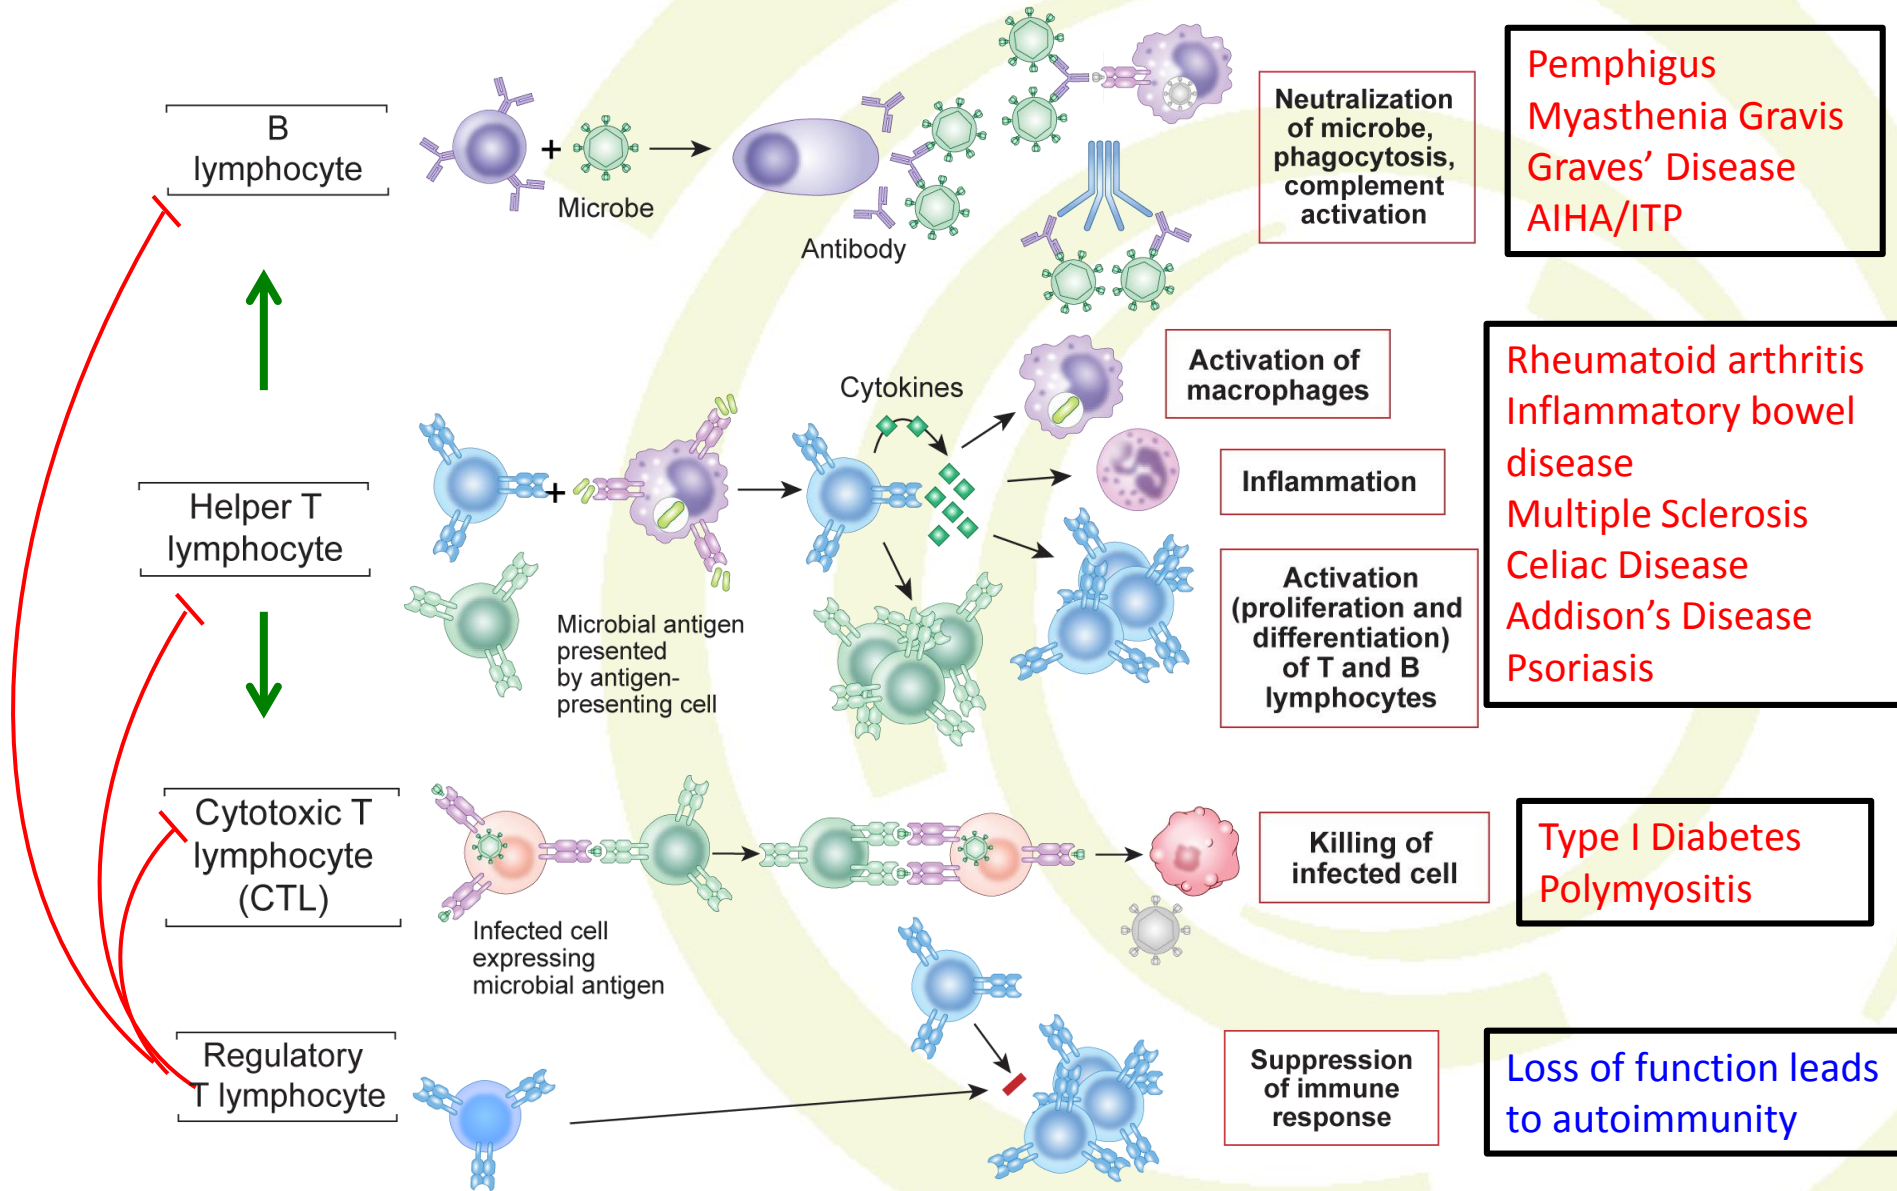 B
lymphocyte
+
Microbe
Antibody
Neutralization
of microbe,
phagocytosis,
complement
activation
Pemphigus
Myasthenia Gravis
Graves’ Disease
AIHA/ITP
Helper T
lymphocyte
+
Microbial antigen
presented
by antigen-
presenting cell
Cytokines
Activation of
macrophages
Inflammation
Activation
(proliferation and
differentiation)
of T and B
lymphocytes
Rheumatoid arthritis
Inflammatory bowel
disease
Multiple Sclerosis
Celiac Disease
Addison’s Disease
Psoriasis
Cytotoxic T
lymphocyte
(CTL)
Infected cell
expressing
microbial antigen
Killing of
infected cell
Type I Diabetes
Polymyositis
Regulatory
T lymphocyte
Suppression
of immune
response
Loss of function leads
to autoimmunity